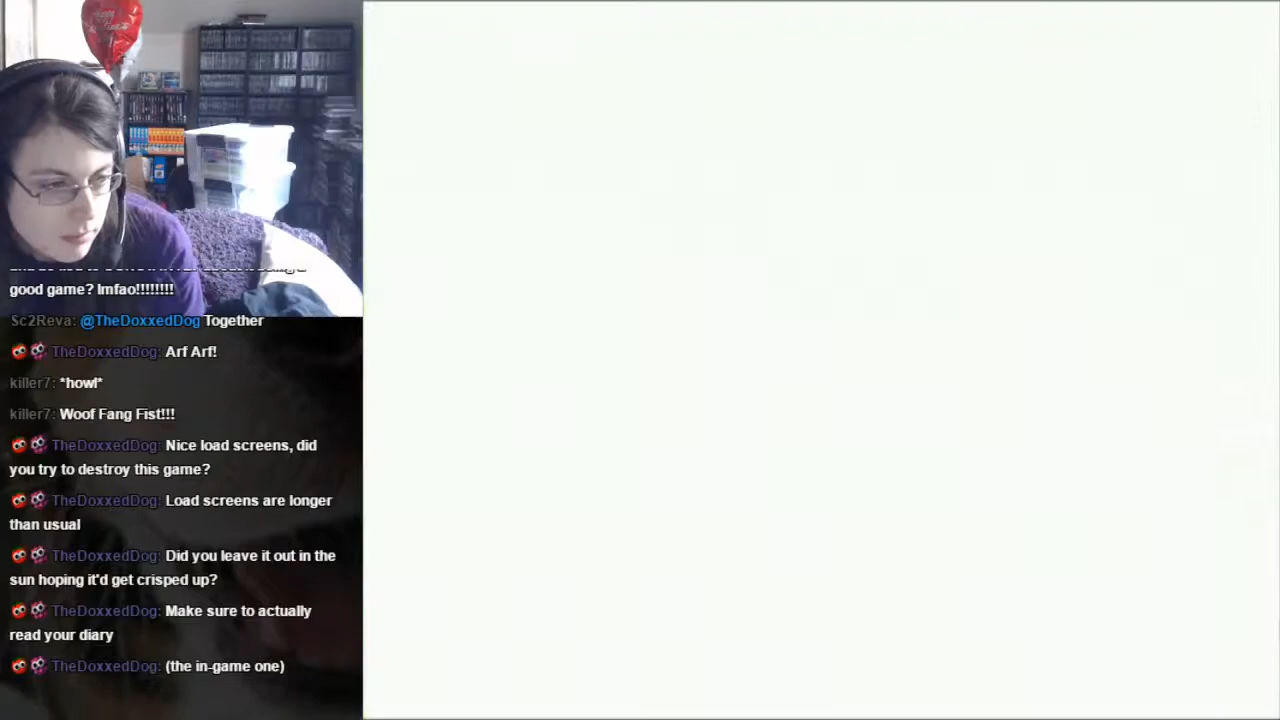 good game? lmfao!!!!!!!!
Sc2Reva: @TheDoxxedDog Together
TheDoxxedDog: Arf Arf!
killer7: *howl*
killer7: Woof Fang Fist!!!
TheDoxxedDog: Nice load screens, did
you try to destroy this game?
TheDoxxedDog: Load screens are longer
than usual
TheDoxxedDog: Did you leave it out in the
sun hoping it'd get crisped up?
TheDoxxedDog: Make sure to actually
read your diary
TheDoxxedDog: (the in-game one)